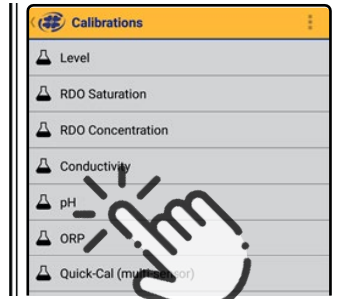 Calibrations
Level
RDO Saturation
RDO Concentration
Conductivity
pH
ORP
Quick-Cal (multi-sensor)